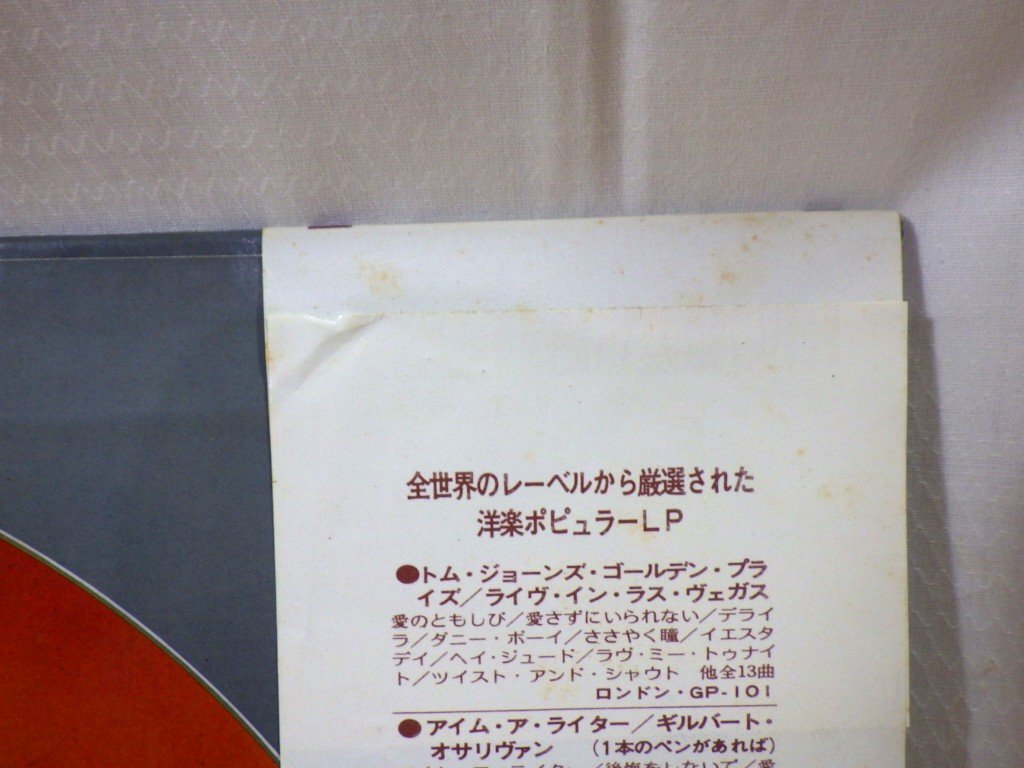 全世界のレーベルから厳選された
洋楽ポピュラーLP
●トム・ジョーンズ・ゴールデン・プラ
イズ/ライヴ・イン・ラス・ヴェガス
愛のともしび/愛さずにいられない/デライ
ラ/ダニー・ボーイ/ささやく瞳/イエスタ
デイ/ヘイ・ジュード/ラヴ・ミー・トゥナイ
ト/ツイスト・アンド・シャウト 他全13曲
ロンドン・GP-101
●アイム・ア・ライター/ギルバート・
オサリヴァン (1本のペンがあれば)
/後悔をしないで/愛